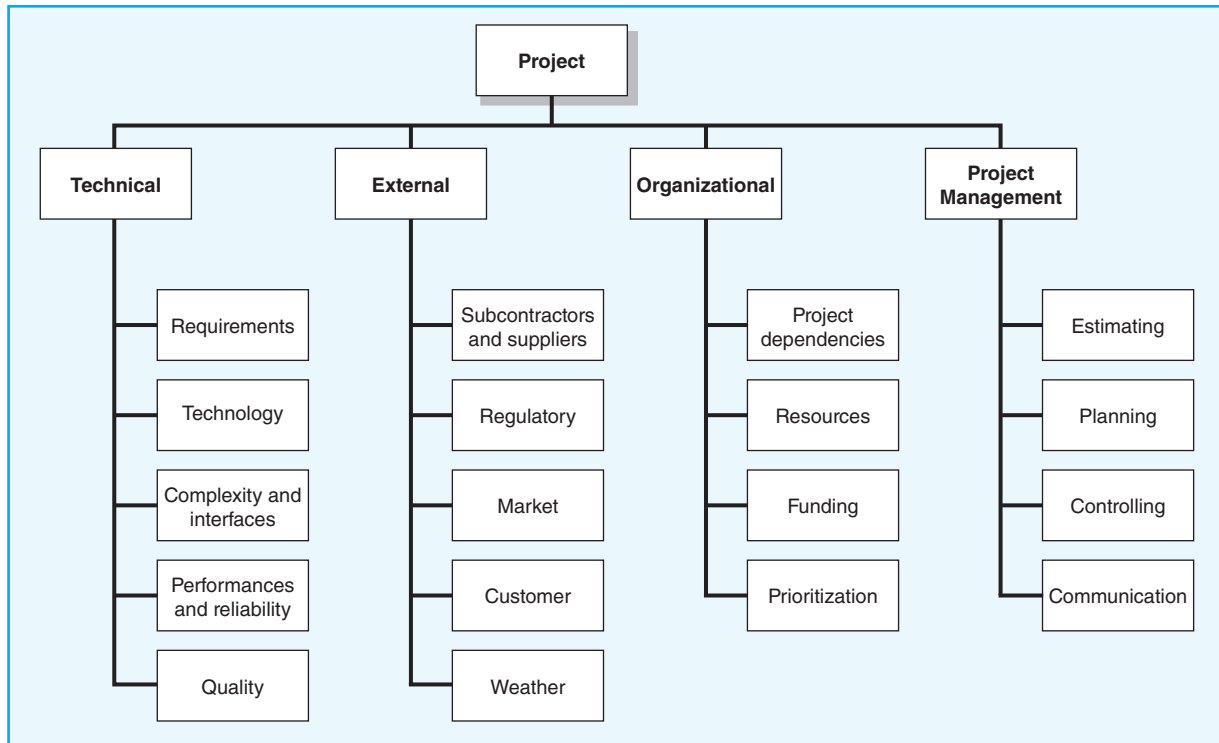 Project
Technical
External
Organizational
Project
Management
Requirements
Technology
Complexity and
interfaces
Performances
and reliability
Quality
Subcontractors
and suppliers
Regulatory
Market
Customer
Weather
Project
dependencies
Resources
Funding
Prioritization
Estimating
Planning
Controlling
Communication